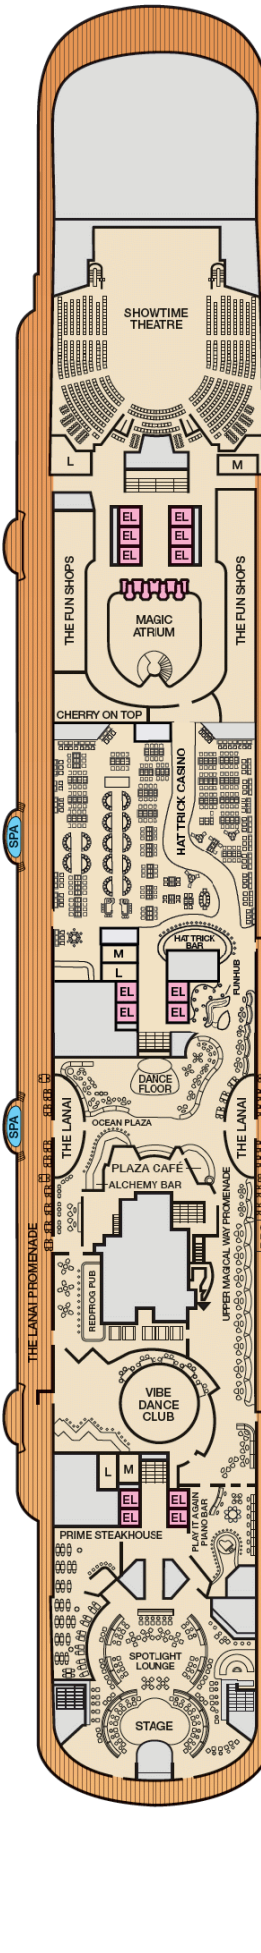 SHOWTIME
THEATRE
L
M
EL
EL
EL
EL
EL
EL
THE FUN SHOPS
THE FUN SHOPS
MAGIC
ATRIUM
CHERRY ON TOP
HAT TRICK CASINO
SPA
HAT TRICK
BAR
M
L
FUNHUB
EL
EL
EL
EL
DANCE
FLOOR
THE LANAI
THE LANAI
SPA
OCEAN PLAZA
PLAZA CAFÉ
ALCHEMY BAR
UPPER MAGICAL WAY PROMENADE
THE LANAI PROMENADE
REDFROG PUB
VIBE
DANCE
CLUB
L
M
EL
EL
EL
EL
PLAY IT AGAIN
PIANO BAR
PRIME STEAKHOUSE
SPOTLIGHT
LOUNGE
STAGE